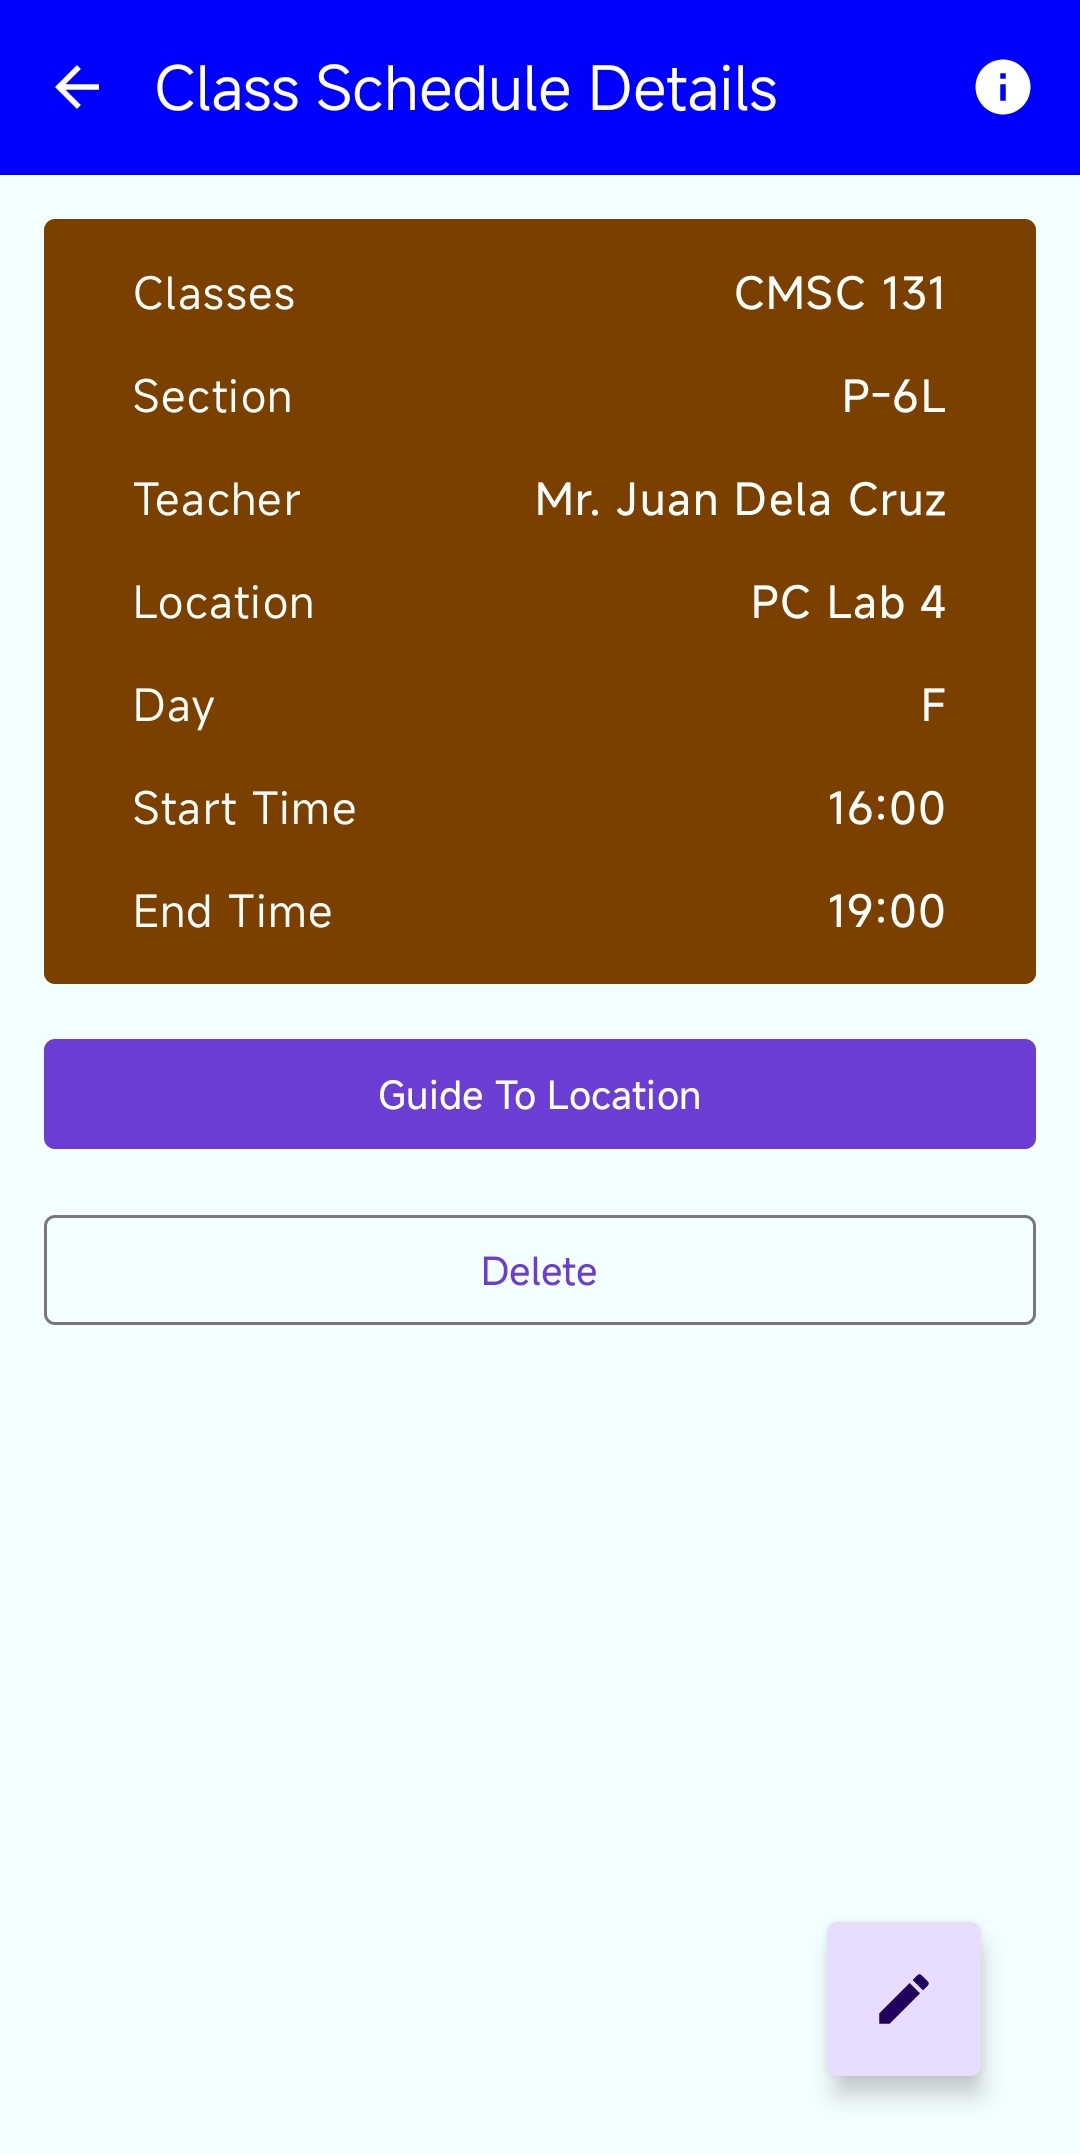 Class Schedule Details
Classes CMSC 131
Section P-6L
Teacher Mr. Juan Dela Cruz
Location PC Lab 4
Day F
Start Time 16:00
End Time 19:00
Guide To Location
Delete